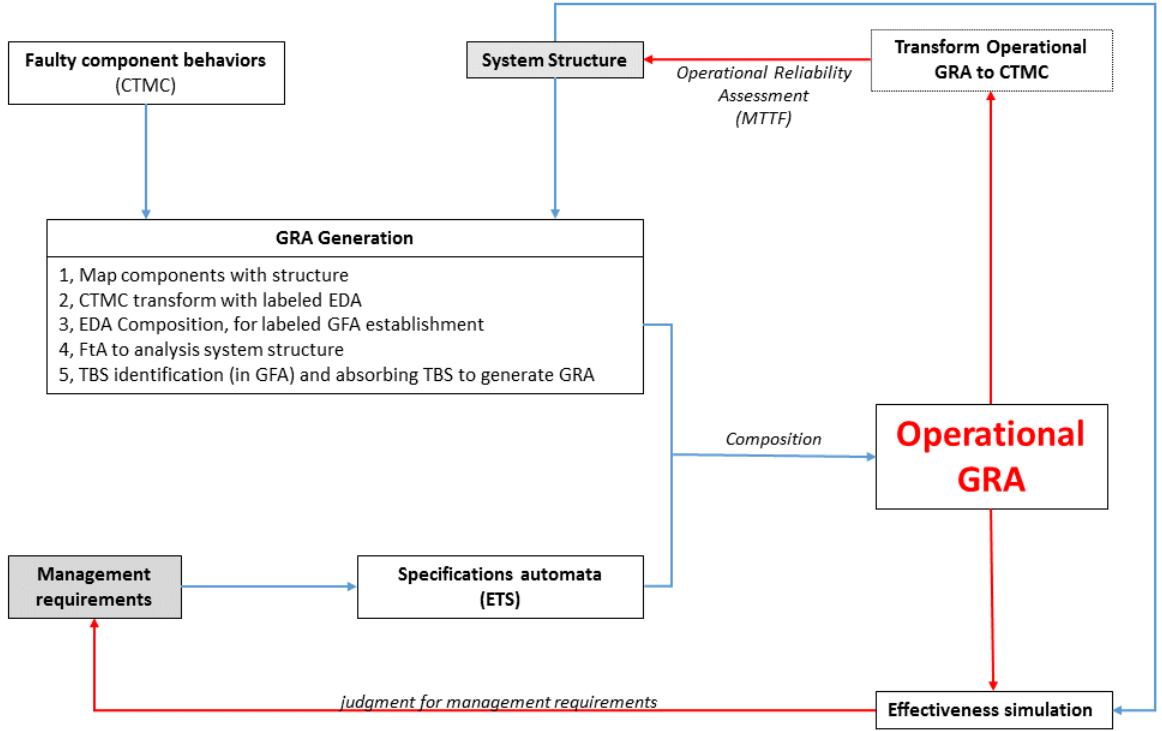 Faulty component behaviors
(CTMC)
System Structure
Transform Operational
GRA to CTMC
Operational Reliability
Assessment
(MTTF)
GRA Generation
1, Map components with structure
2, CTMC transform with labeled EDA
3, EDA Composition, for labeled GFA establishment
4, FtA to analysis system structure
5, TBS identification (in GFA) and absorbing TBS to generate GRA
Composition
Operational
GRA
Management
requirements
Specifications automata
(ETS)
judgment for management requirements
Effectiveness simulation